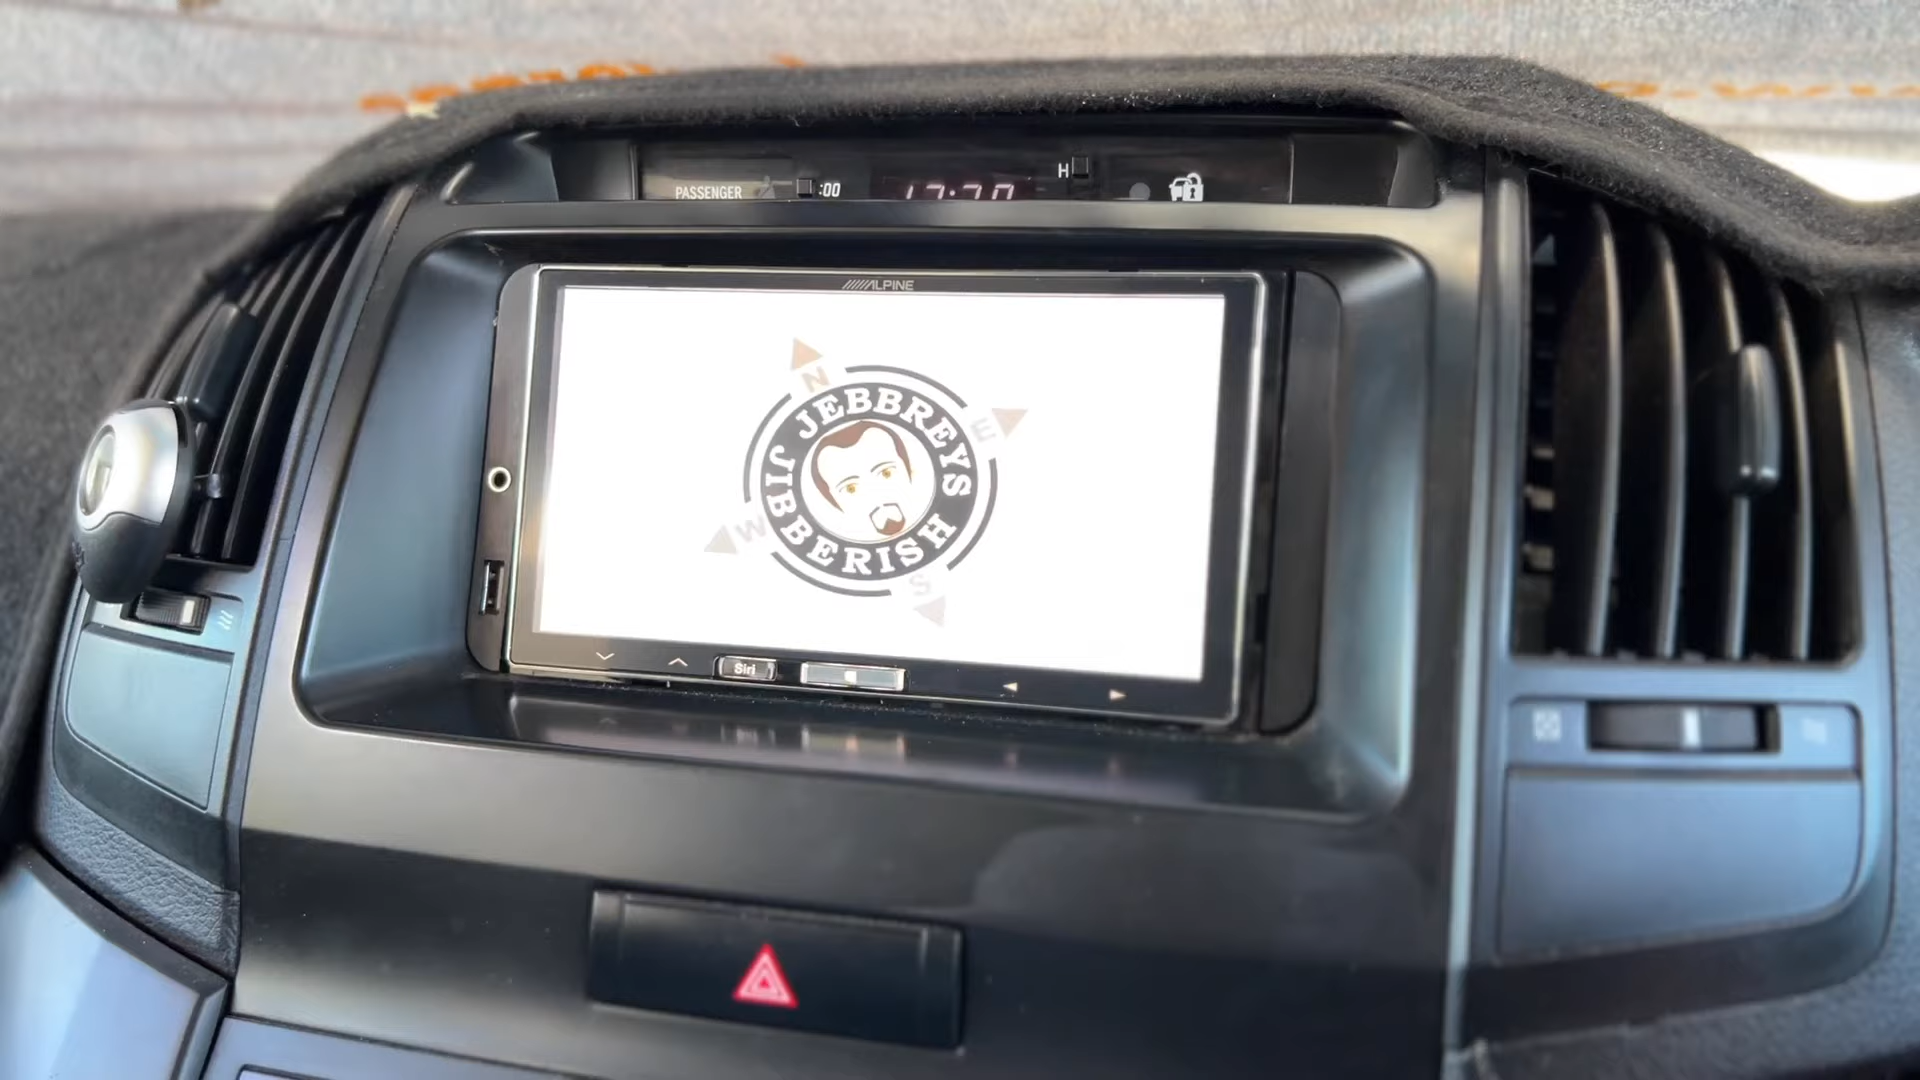 PASSENGER
:00
H
ALPINE
N
E
JEBBREYS
JIBBERISH
W
S
Siri